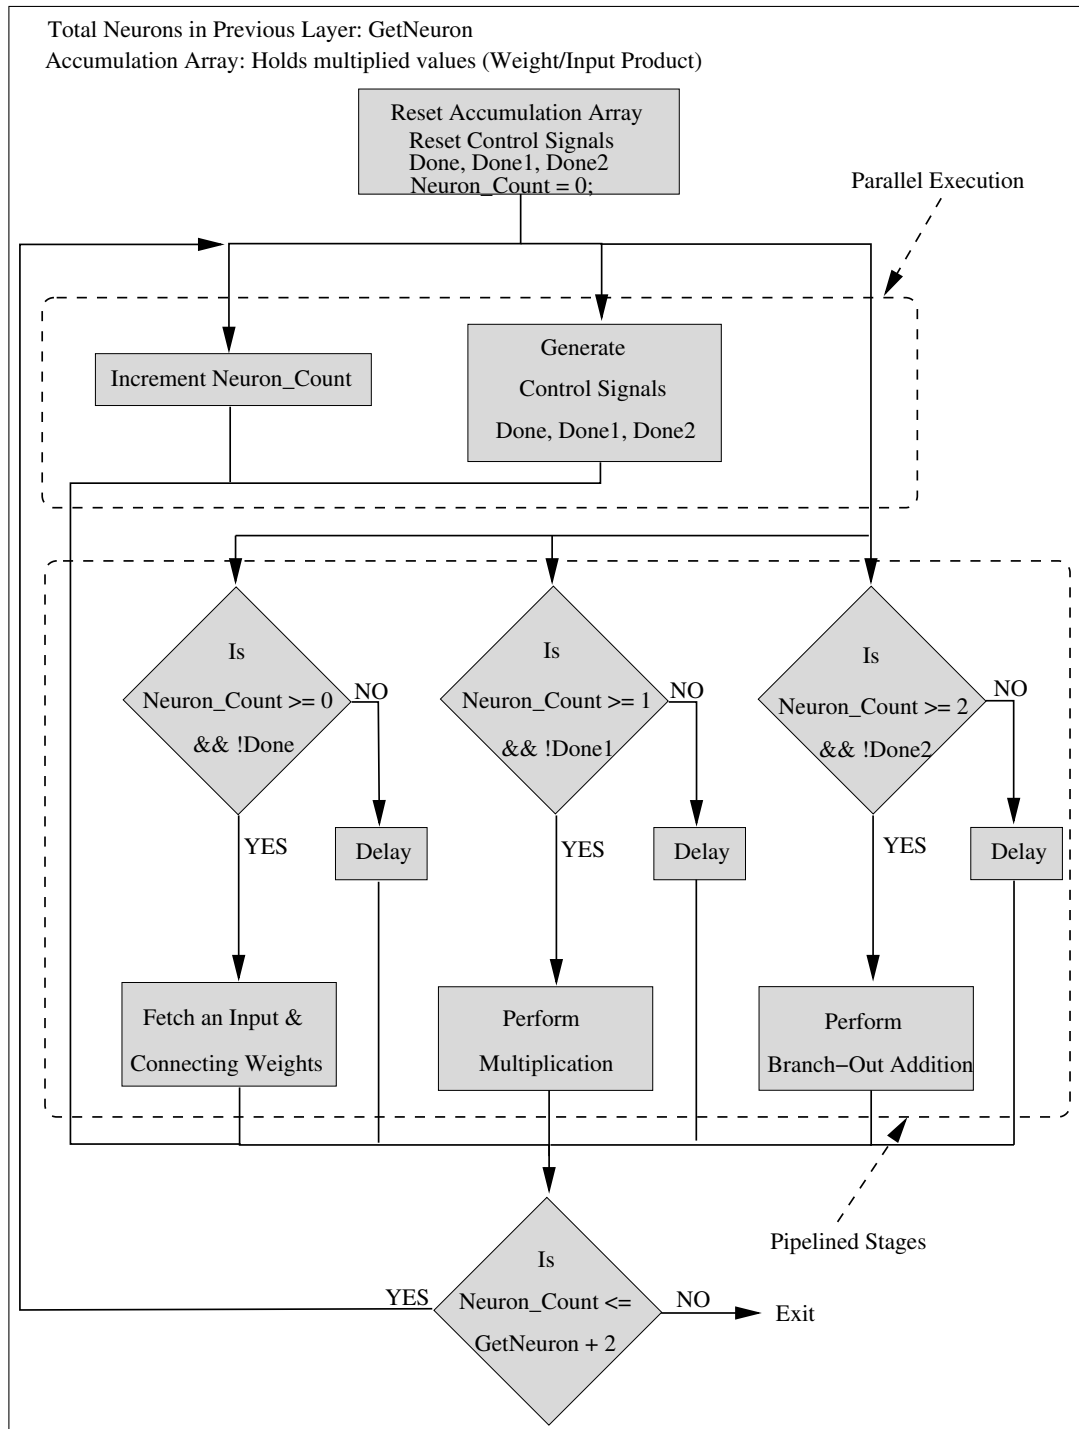 Total Neurons in Previous Layer: GetNeuron
Accumulation Array: Holds multiplied values (Weight/Input Product)
Reset Accumulation Array
Reset Control Signals
Done, Done1, Done2
Neuron_Count = 0;
Parallel Execution
Increment Neuron_Count
Generate
Control Signals
Done, Done1, Done2
Is
Neuron_Count >= 0
&& !Done
NO
YES
Delay
Fetch an Input &
Connecting Weights
Is
Neuron_Count >= 1
&& !Done1
NO
YES
Delay
Perform
Multiplication
Is
Neuron_Count >= 2
&& !Done2
NO
YES
Delay
Perform
Branch−Out Addition
Pipelined Stages
Is
Neuron_Count <=
GetNeuron + 2
YES
NO
Exit